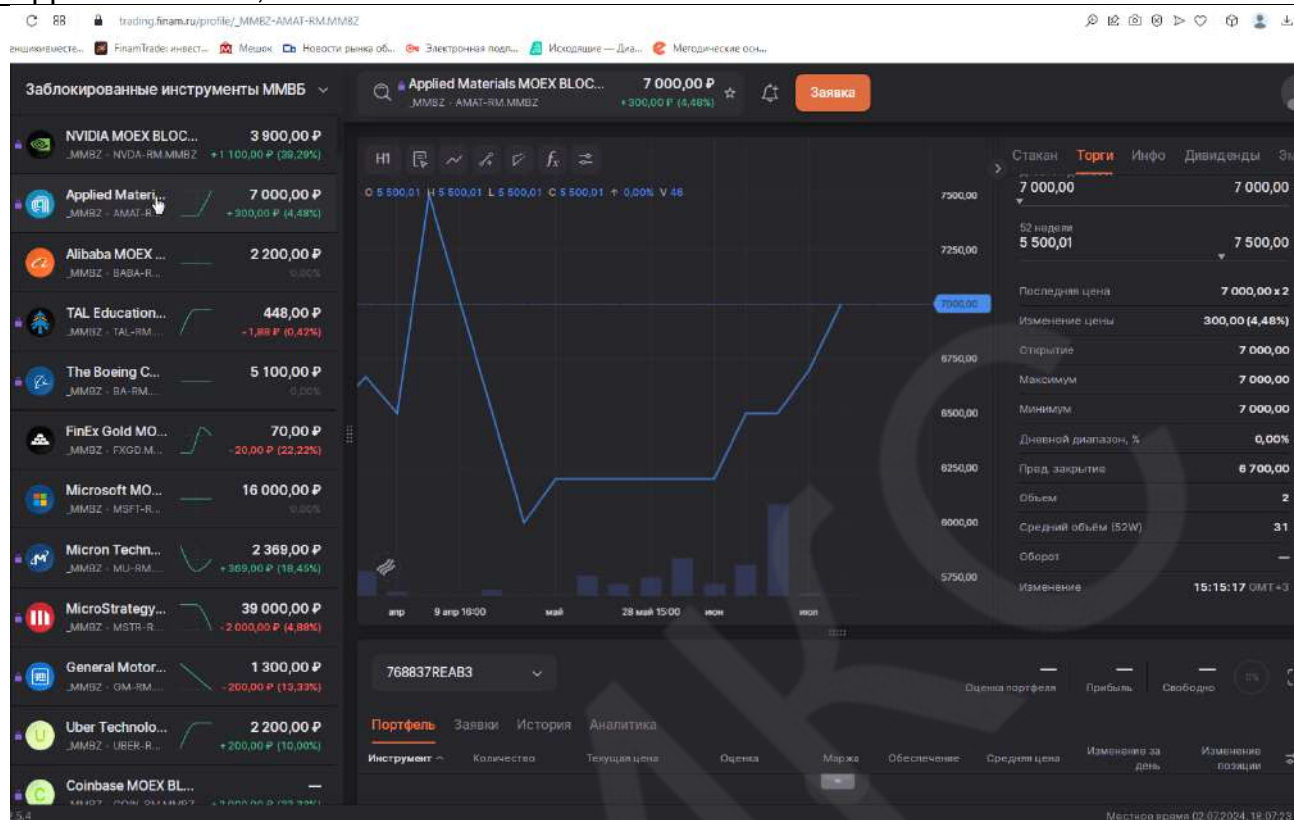 trading.finam.ru/profile/_MMBZ-AMAT-RM.MMBZ
FinamTrade: инвест...
Мешок
Новости рынка об...
Электронная подп...
Исходящие — Диа...
Методические осн...
Заблокированные инструменты ММВБ
Applied Materials MOEX BLOC...
_MMBZ · AMAT-RM.MMBZ
7 000,00 ₽
+300,00 ₽ (4,48%)
Заявка
NVIDIA MOEX BLOC...
3 900,00 ₽
_MMBZ · NVDA-RM.MMBZ
+1 100,00 ₽ (39,29%)
Applied Materi...
7 000,00 ₽
_MMBZ · AMAT-R...
+300,00 ₽ (4,48%)
Alibaba MOEX ...
2 200,00 ₽
_MMBZ · BABA-R...
0,00%
TAL Education...
448,00 ₽
_MMBZ · TAL-RM....
-1,88 ₽ (0,42%)
The Boeing C...
5 100,00 ₽
_MMBZ · BA-RM....
0,00%
FinEx Gold MO...
70,00 ₽
_MMBZ · FXGD.M...
-20,00 ₽ (22,22%)
Microsoft MO...
16 000,00 ₽
_MMBZ · MSFT-R...
0,00%
Micron Techn...
2 369,00 ₽
_MMBZ · MU-RM....
+369,00 ₽ (18,45%)
MicroStrategy...
39 000,00 ₽
_MMBZ · MSTR-R...
-2 000,00 ₽ (4,88%)
General Motor...
1 300,00 ₽
_MMBZ · GM-RM....
-200,00 ₽ (13,33%)
Uber Technolo...
2 200,00 ₽
_MMBZ · UBER-R...
+200,00 ₽ (10,00%)
Coinbase MOEX BL...
—
H1
O 5 500,01 H 5 500,01 L 5 500,01 C 5 500,01 + 0,00% V 46
7500,00
7250,00
7000,00
6750,00
6500,00
6250,00
6000,00
5750,00
апр 9 апр 16:00 май 28 май 15:00 июн июл
Стакан Торги Инфо Дивиденды
7 000,00 7 000,00
52 недели
5 500,01 7 500,00
Последняя цена 7 000,00 x 2
Изменение цены 300,00 (4,48%)
Открытие 7 000,00
Максимум 7 000,00
Минимум 7 000,00
Дневной диапазон, % 0,00%
Пред. закрытие 6 700,00
Объем 2
Средний объём (52W) 31
Оборот —
Изменение 15:15:17 GMT+3
768837REAB3
Оценка портфеля
Прибыль
Свободно
0%
Портфель Заявки История Аналитика
Инструмент Количество Текущая цена Оценка Маржа Обеспечение Средняя цена Изменение за день Изменение позиции
Местное время 02.07.2024, 18:07:23